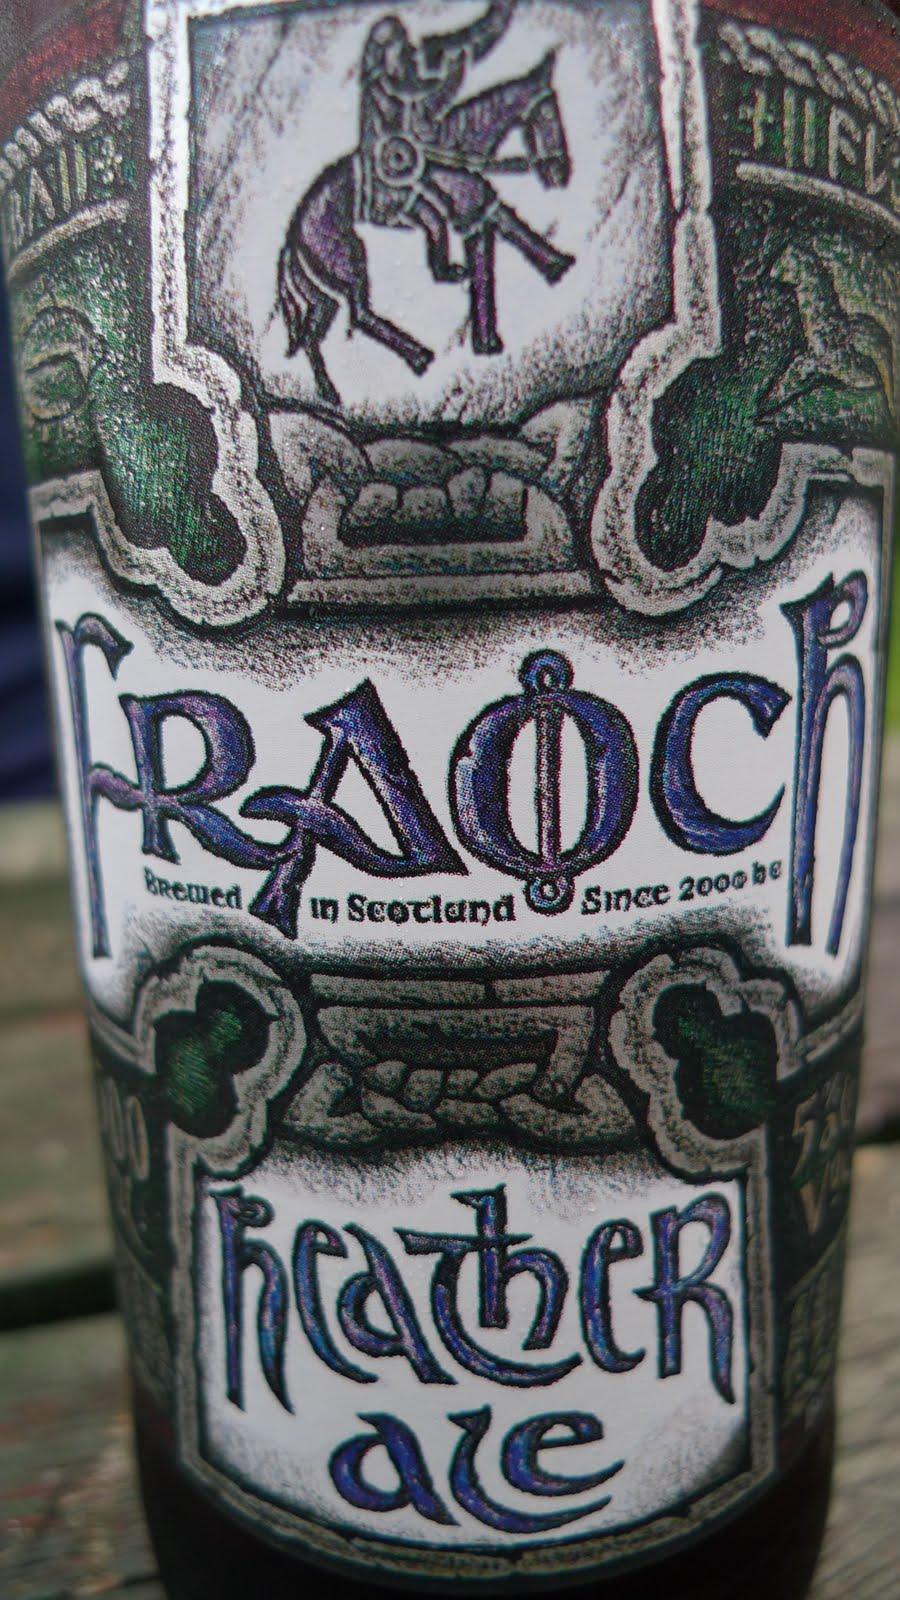 FRAOCH
Brewed in Scotland Since 2000 bc
heather
ale